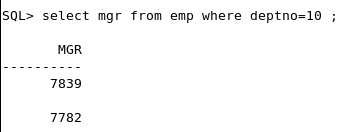 SQL> select mgr from emp where deptno=10 ;
MGR
----------
7839
7782